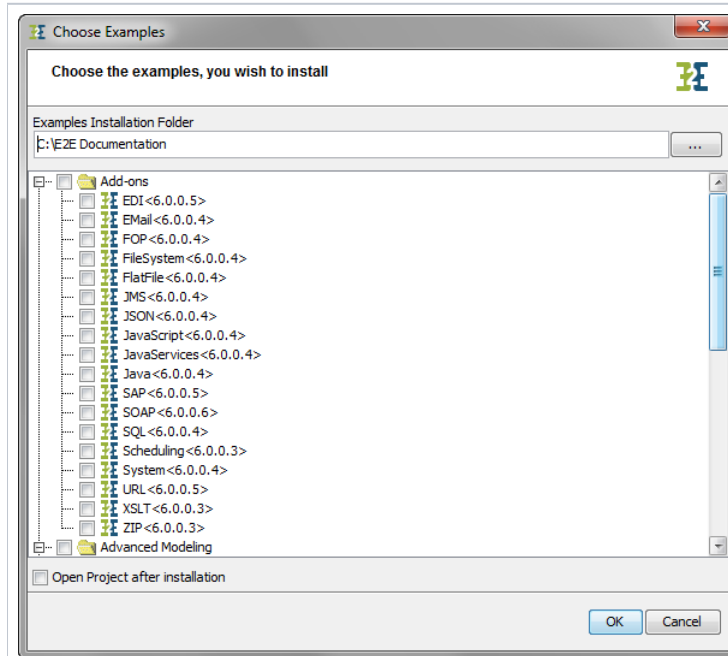 Choose Examples
Choose the examples, you wish to install
Examples Installation Folder
C:\E2E Documentation
...
Add-ons
EDI<6.0.0.5>
EMail<6.0.0.4>
FOP<6.0.0.4>
FileSystem<6.0.0.4>
FlatFile<6.0.0.4>
JMS<6.0.0.4>
JSON<6.0.0.4>
JavaScript<6.0.0.4>
JavaServices<6.0.0.4>
Java<6.0.0.4>
SAP<6.0.0.5>
SOAP<6.0.0.6>
SQL<6.0.0.4>
Scheduling<6.0.0.3>
System<6.0.0.4>
URL<6.0.0.5>
XSLT<6.0.0.3>
ZIP<6.0.0.3>
Advanced Modeling
Open Project after installation
OK Cancel